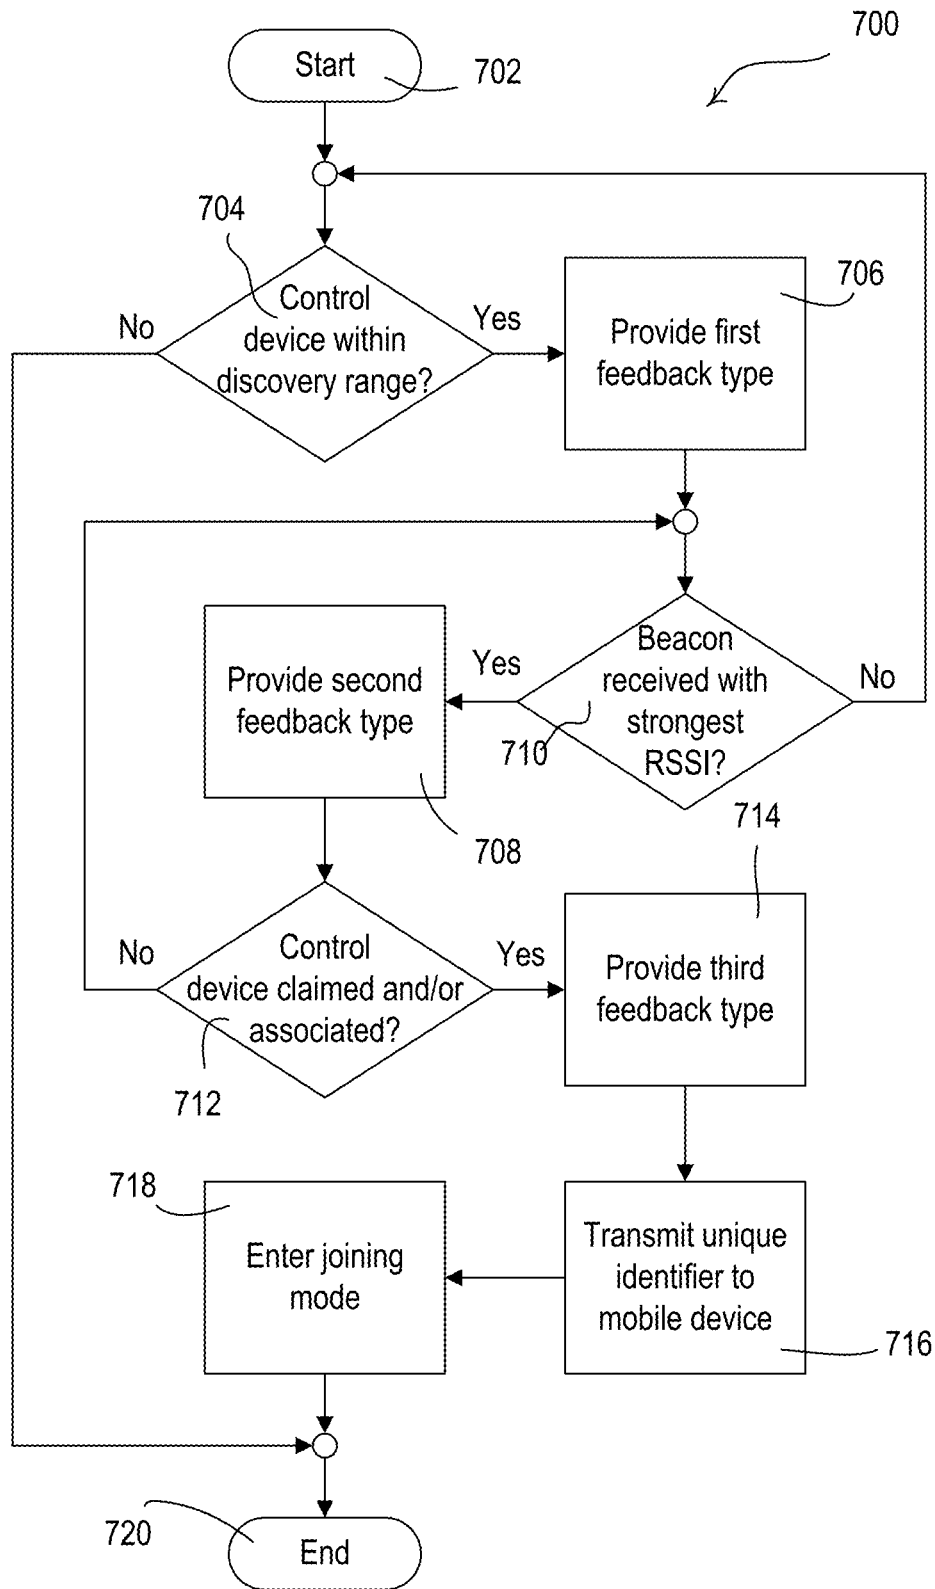 700
Start
702
704
Control
device within
discovery range?
No
Yes
706
Provide first
feedback type
Beacon
received with
strongest
RSSI?
Yes
No
710
Provide second
feedback type
708
714
Control
device claimed and/or
associated?
No
Yes
712
Provide third
feedback type
718
Enter joining
mode
Transmit unique
identifier to
mobile device
716
720
End